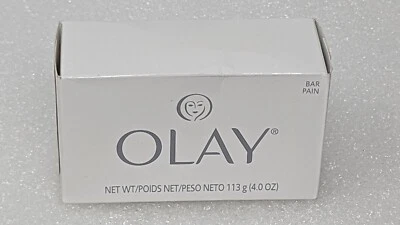 BAR
PAIN
OLAY®
NET WT/POIDS NET/PESO NETO 113 g (4.0 OZ)